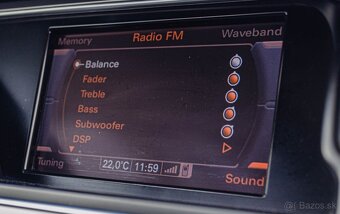 Memory
Radio FM
Waveband
Balance
Fader
Treble
Bass
Subwoofer
DSP
Tuning
22,0°C
11:59
Sound
© Bazos.sk